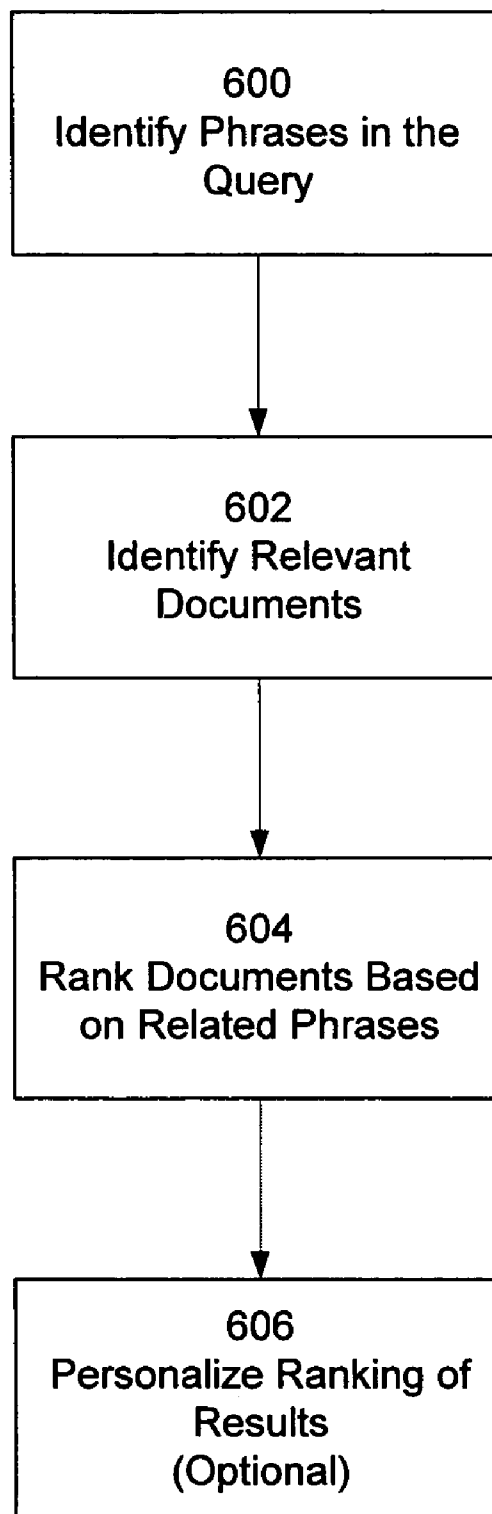 600
Identify Phrases in the
Query
602
Identify Relevant
Documents
604
Rank Documents Based
on Related Phrases
606
Personalize Ranking of
Results
(Optional)